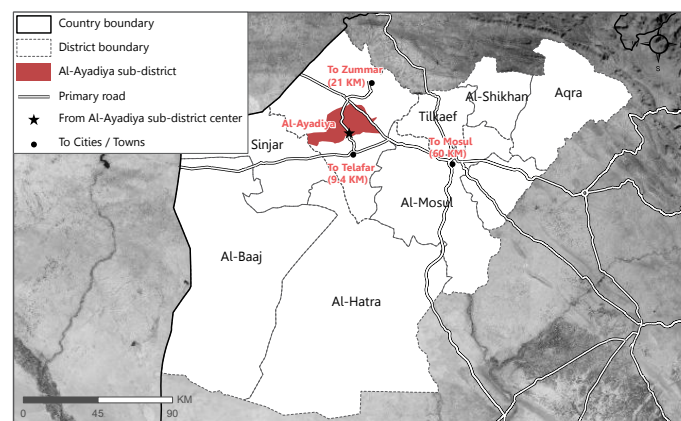 Country boundary
District boundary
Al-Ayadiya sub-district
Primary road
From Al-Ayadiya sub-district center
To Cities / Towns
S
To Zummar
(21 KM)
Al-Shikhan
Aqra
Tilkaef
Al-Ayadiya
Sinjar
To Mosul
(60 KM)
To Telafar
(9.4 KM)
Al-Mosul
Al-Baaj
Al-Hatra
KM
0
45
90